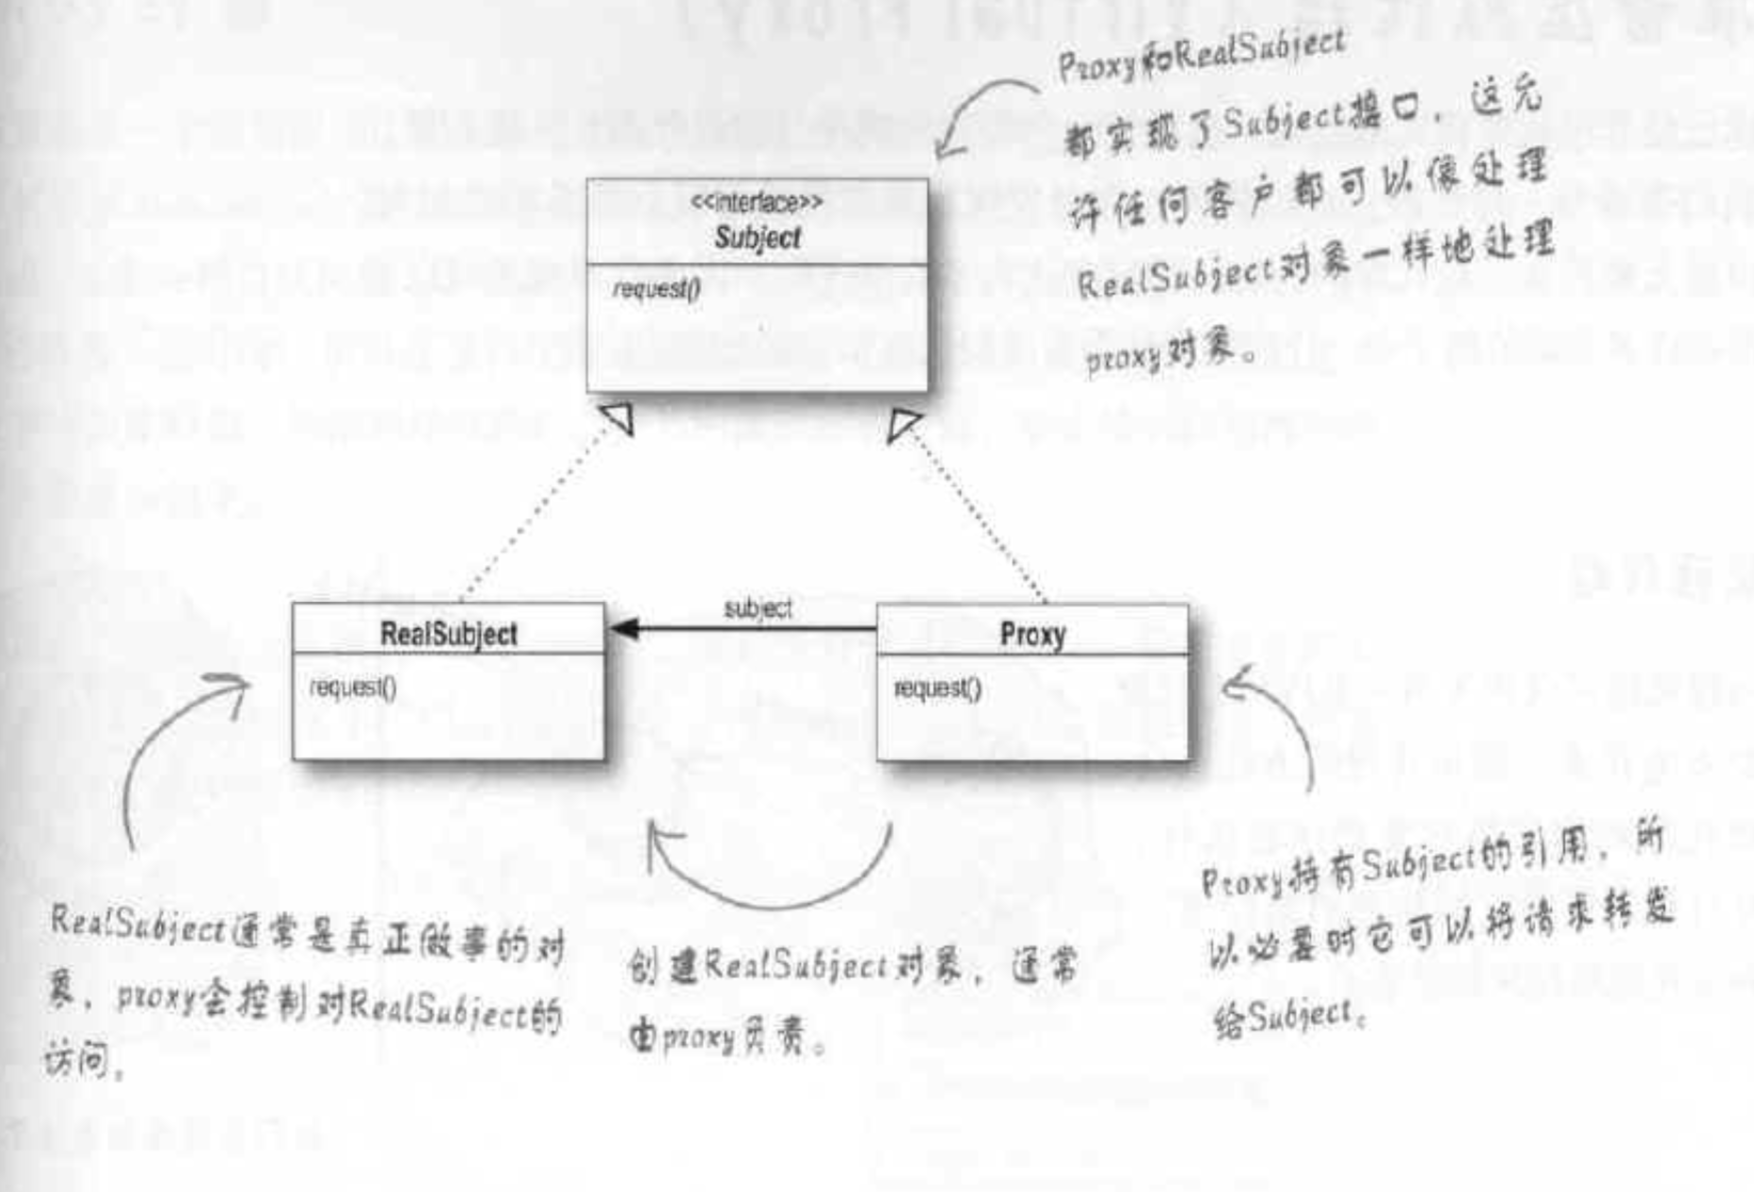 Proxy和RealSubject
都实现了Subject接口，这允
许任何客户都可以像处理
RealSubject对象一样地处理
proxy对象。
<<interface>>
Subject
request()
subject
RealSubject
request()
Proxy
request()
RealSubject通常是真正做事的对
象，proxy会控制对RealSubject的
访问。
创建RealSubject对象，通常
由proxy负责。
Proxy持有Subject的引用，所
以必要时它可以将请求转发
给Subject。